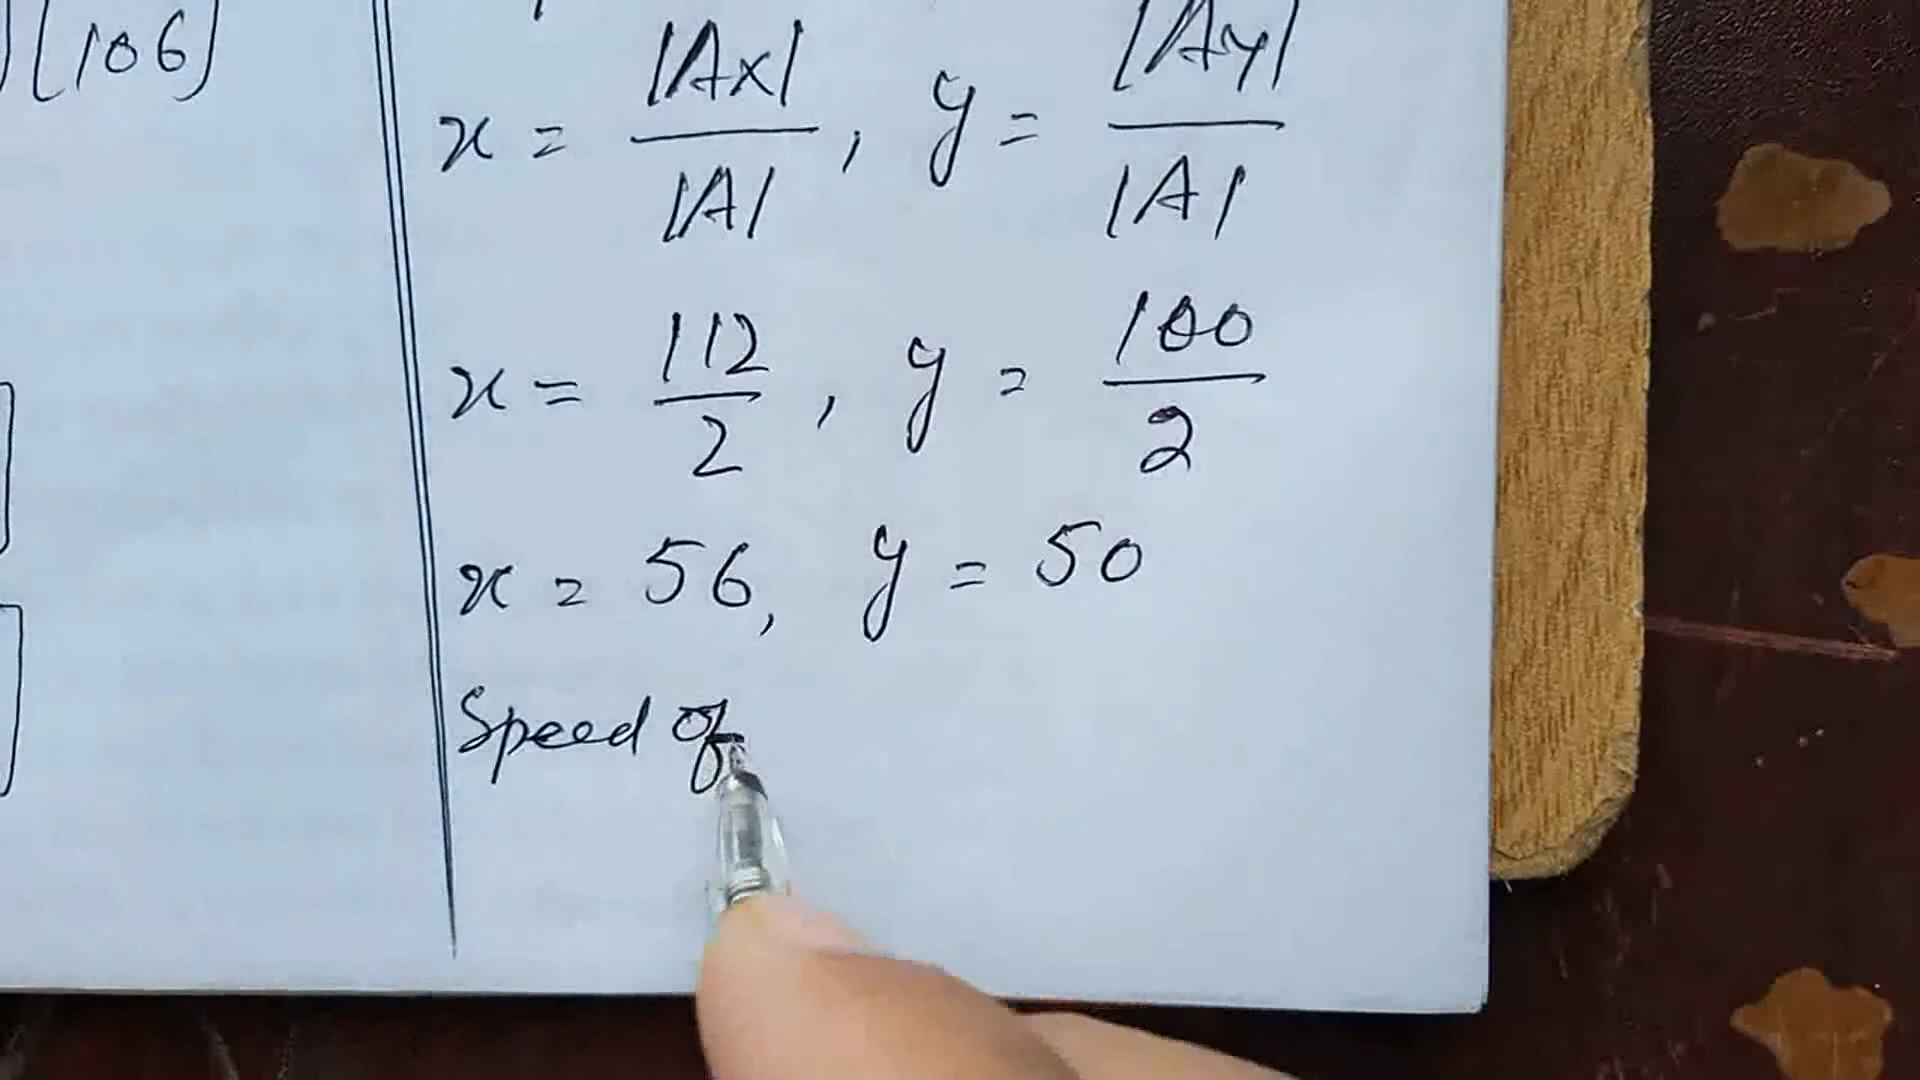 [106]
x = |Ax| / |A| , y = |Ay| / |A|
x = 112 / 2 , y = 100 / 2
x = 56, y = 50
Speed of